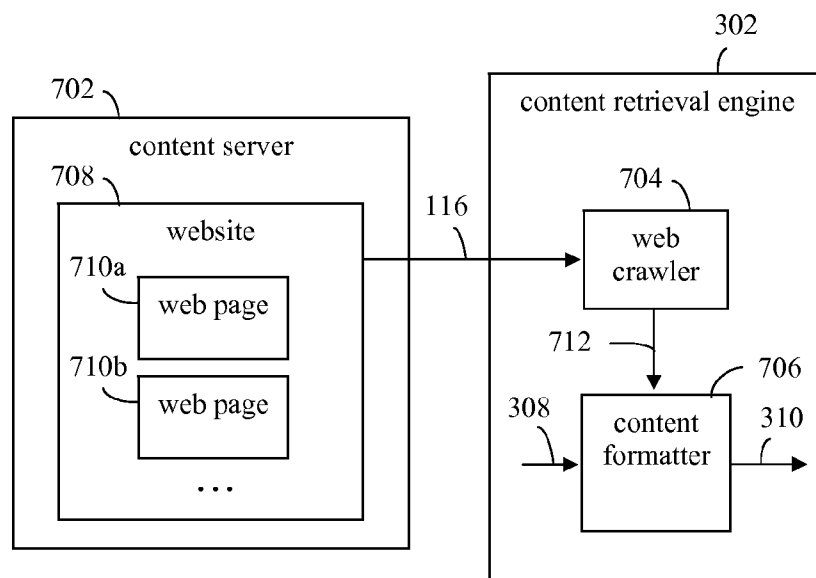 302
702
content retrieval engine
content server
708
704
116
website
web
crawler
710a
web page
712
710b
706
web page
308
content
formatter
310
...